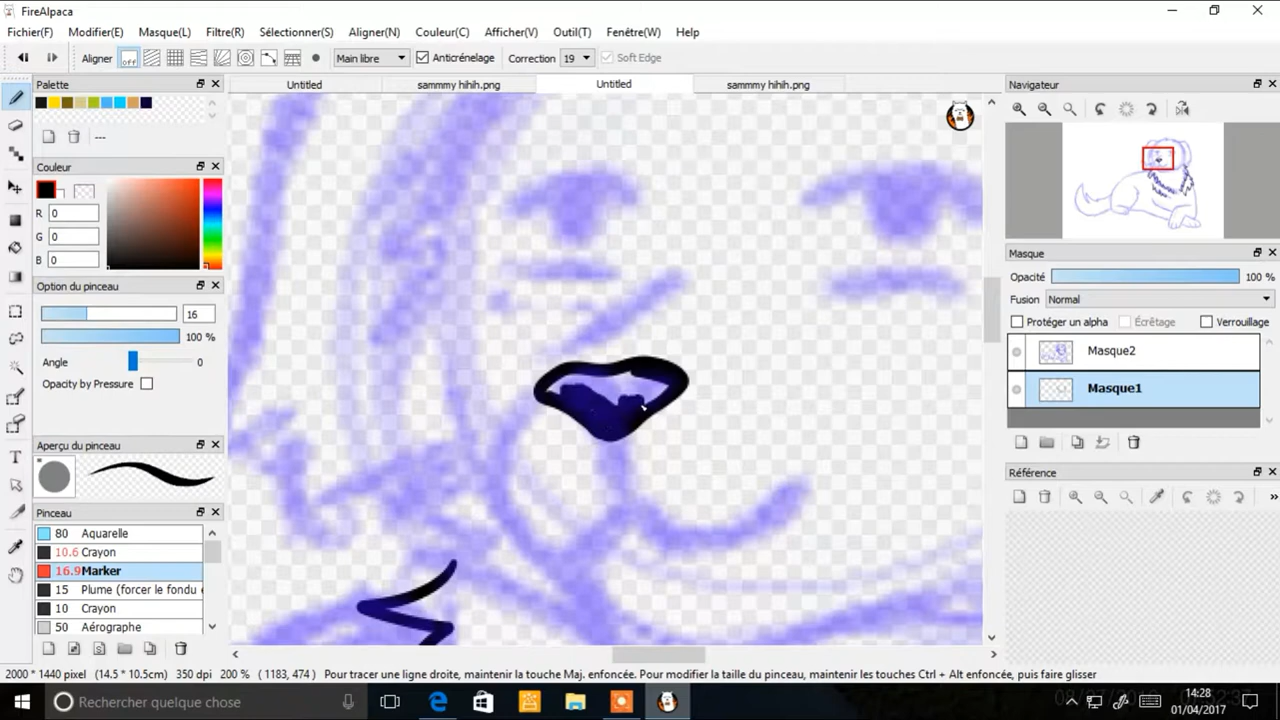 FireAlpaca
Fichier(F) Modifier(E) Masque(L) Filtre(R) Sélectionner(S) Aligner(N) Couleur(C) Afficher(V) Outil(T) Fenêtre(W) Help
Aligner off Main libre Anticrénelage Correction 19 Soft Edge
Palette
Untitled sammmy hihih.png Untitled sammmy hihih.png
Navigateur
---
Couleur
R 0
G 0
B 0
Masque
Opacité 100 %
Option du pinceau
Fusion Normal
16
Protéger un alpha Écrêtage Verrouillage
100 %
Masque2
Angle 0
Opacity by Pressure
Masque1
Aperçu du pinceau
Référence
»
Pinceau
80 Aquarelle
10.6 Crayon
16.9 Marker
15 Plume (forcer le fondu
10 Crayon
50 Aérographe
2000 * 1440 pixel (14.5 * 10.5cm) 350 dpi 200 % ( 1183, 474 ) Pour tracer une ligne droite, maintenir la touche Maj. enfoncée. Pour modifier la taille du pinceau, maintenir les touches Ctrl + Alt enfoncée, puis faire glisser
Rechercher quelque chose
14:28
01/04/2017